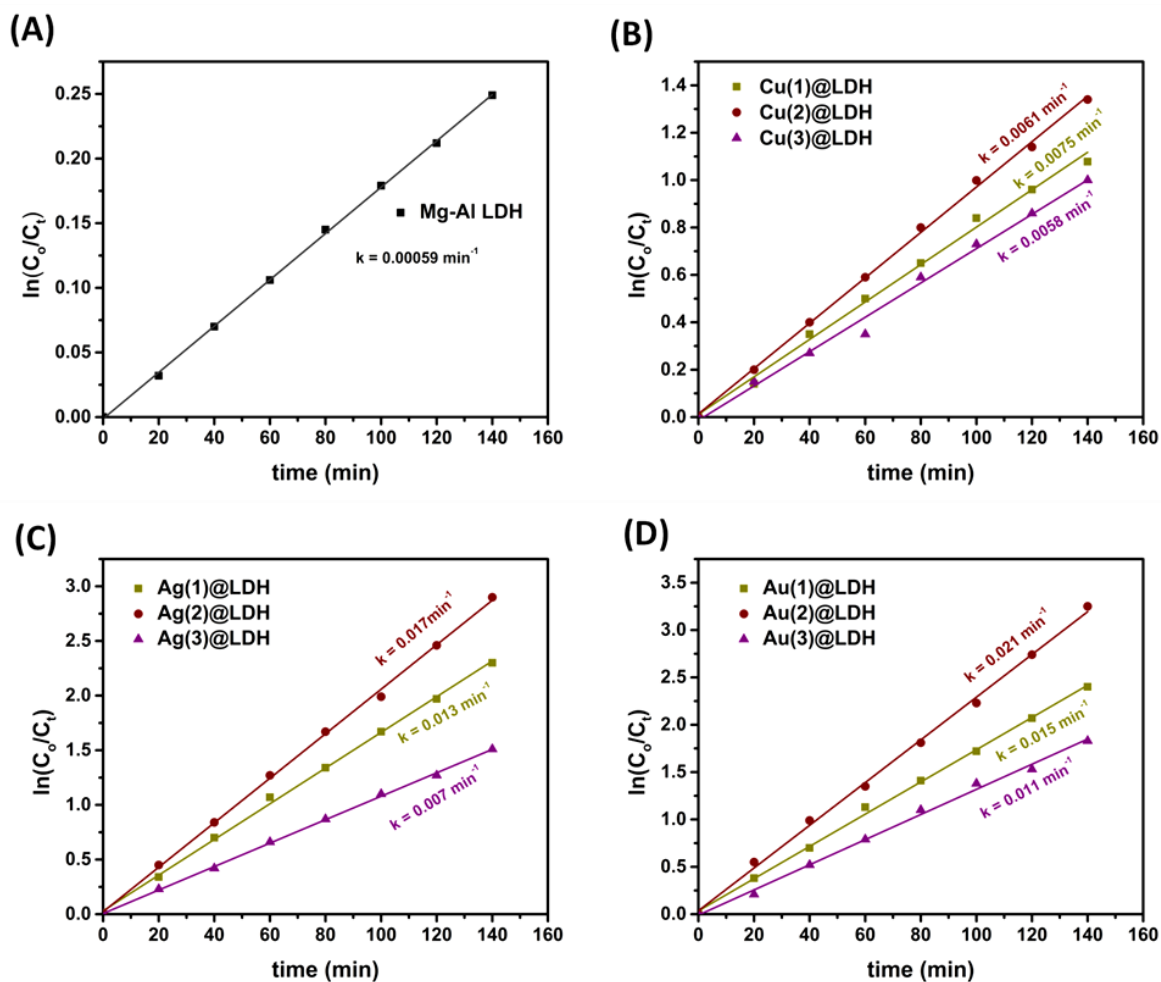 (A)
0.25
0.20
0.15
0.10
0.05
0.00
ln(C₀/Cₜ)
Mg-Al LDH
k = 0.00059 min⁻¹
0 20 40 60 80 100 120 140 160
time (min)
(B)
1.4
1.2
1.0
0.8
0.6
0.4
0.2
0.0
ln(C₀/Cₜ)
Cu(1)@LDH
Cu(2)@LDH
Cu(3)@LDH
k = 0.0061 min⁻¹
k = 0.0075 min⁻¹
k = 0.0058 min⁻¹
0 20 40 60 80 100 120 140 160
time (min)
(C)
3.0
2.5
2.0
1.5
1.0
0.5
0.0
ln(C₀/Cₜ)
Ag(1)@LDH
Ag(2)@LDH
Ag(3)@LDH
k = 0.017min⁻¹
k = 0.013 min⁻¹
k = 0.007 min⁻¹
0 20 40 60 80 100 120 140 160
time (min)
(D)
3.5
3.0
2.5
2.0
1.5
1.0
0.5
0.0
ln(C₀/Cₜ)
Au(1)@LDH
Au(2)@LDH
Au(3)@LDH
k = 0.021 min⁻¹
k = 0.015 min⁻¹
k = 0.011 min⁻¹
0 20 40 60 80 100 120 140 160
time (min)